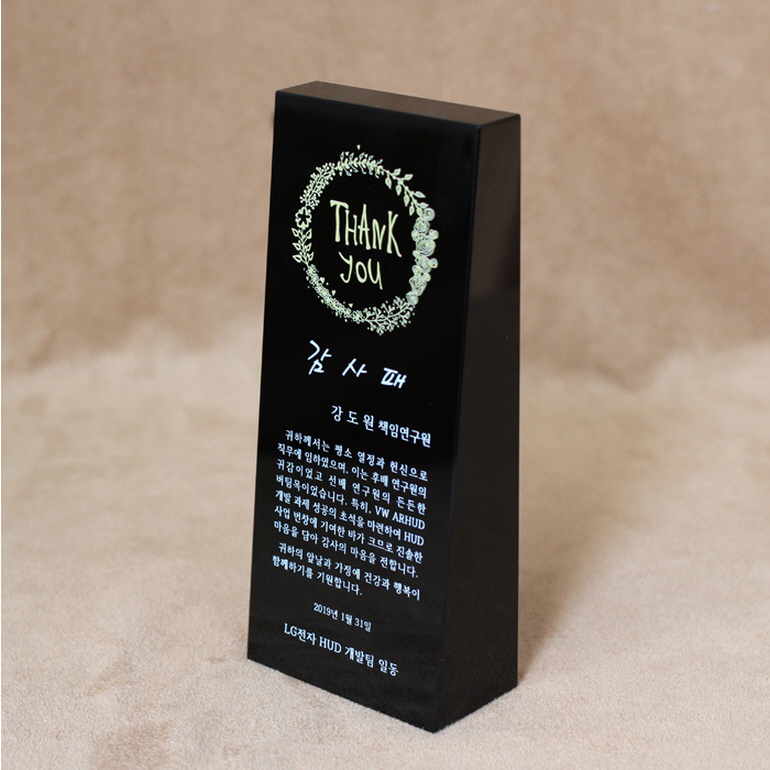 THANK
YOU
감사패
강도원 책임연구원
귀하께서는 평소 열정과 헌신으로
직무에 임하였으며, 이는 후배 연구원의
귀감이었고 선배 연구원의 든든한
버팀목이었습니다. 특히, VW ARHUD
개발 과제 성공의 초석을 마련하여 HUD
사업 번창에 기여한 바가 크므로 진솔한
마음을 담아 감사의 마음을 전합니다.
귀하의 앞날과 가정에 건강과 행복이
함께하기를 기원합니다.
2019년 1월 31일
LG전자 HUD 개발팀 일동